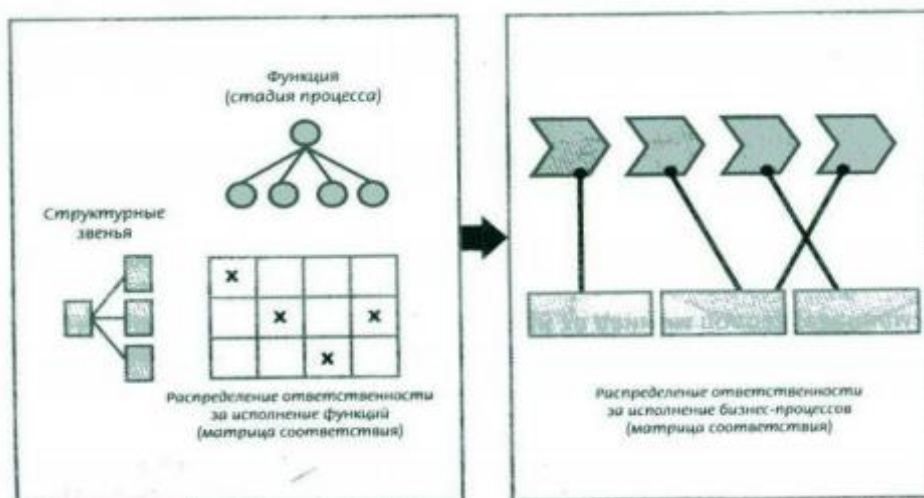 Функция
(стадия процесса)
Структурные
звенья
x
x
x
x
Распределение ответственности
за исполнение функций
(матрица соответствия)
Распределение ответственности
за исполнение бизнес-процессов
(матрица соответствия)